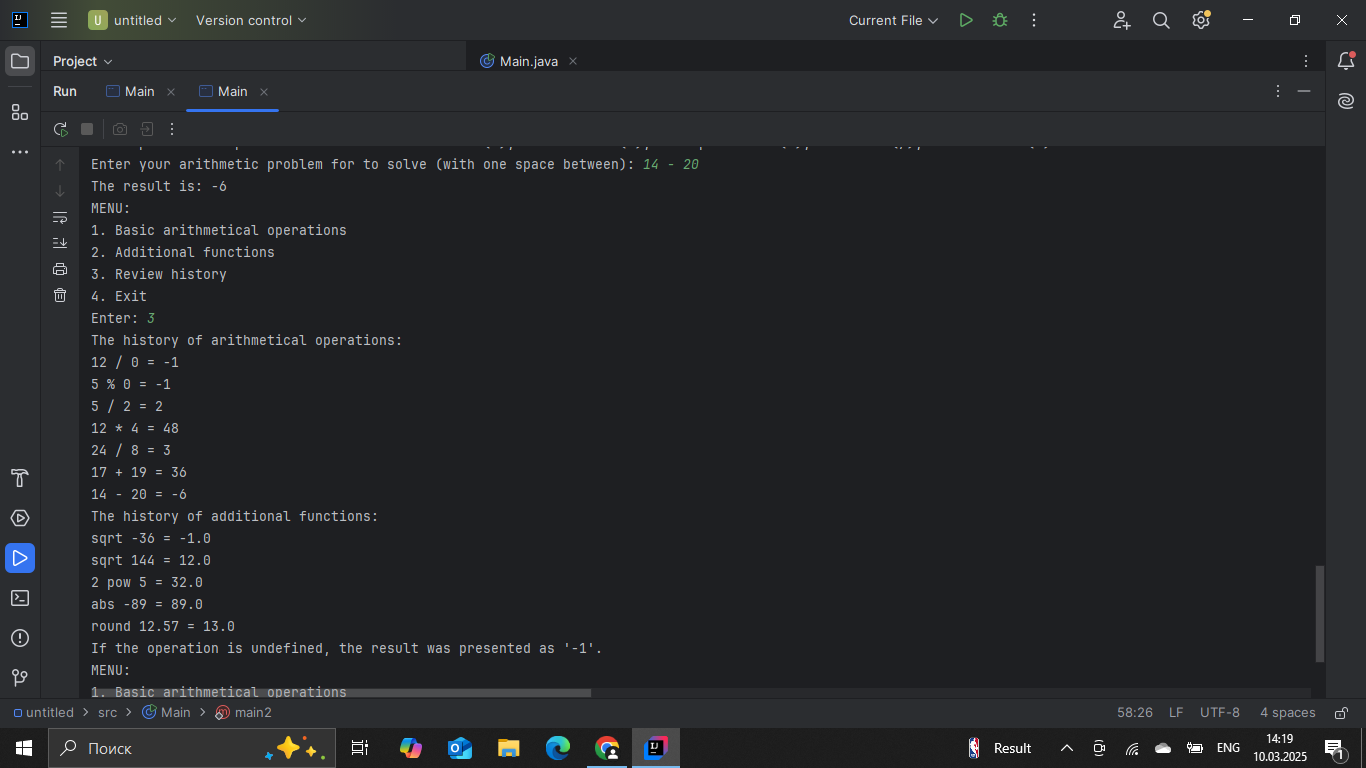 U untitled Version control Current File
Project Main.java
Run Main Main
Enter your arithmetic problem for to solve (with one space between): 14 - 20
The result is: -6
MENU:
1. Basic arithmetical operations
2. Additional functions
3. Review history
4. Exit
Enter: 3
The history of arithmetical operations:
12 / 0 = -1
5 % 0 = -1
5 / 2 = 2
12 * 4 = 48
24 / 8 = 3
17 + 19 = 36
14 - 20 = -6
The history of additional functions:
sqrt -36 = -1.0
sqrt 144 = 12.0
2 pow 5 = 32.0
abs -89 = 89.0
round 12.57 = 13.0
If the operation is undefined, the result was presented as '-1'.
MENU:
1. Basic arithmetical operations
untitled > src > Main > main2 58:26 LF UTF-8 4 spaces
Поиск Result ENG 14:19
10.03.2025 1